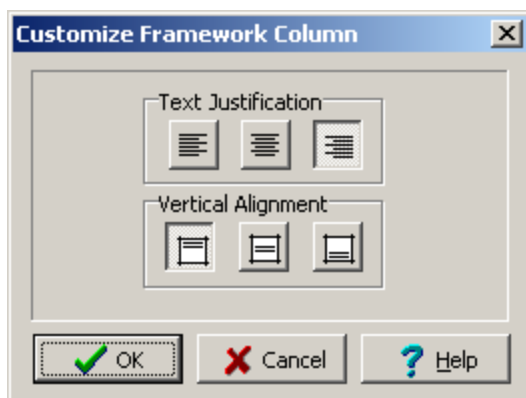 Customize Framework Column
Text Justification
Vertical Alignment
OK Cancel Help